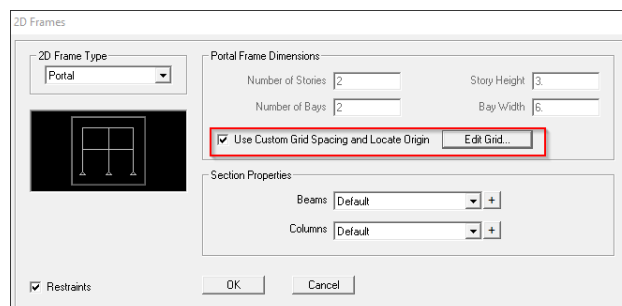 2D Frames
2D Frame Type
Portal
Portal Frame Dimensions
Number of Stories 2 Story Height 3.
Number of Bays 2 Bay Width 6.
Use Custom Grid Spacing and Locate Origin Edit Grid...
Section Properties
Beams Default +
Columns Default +
Restraints OK Cancel